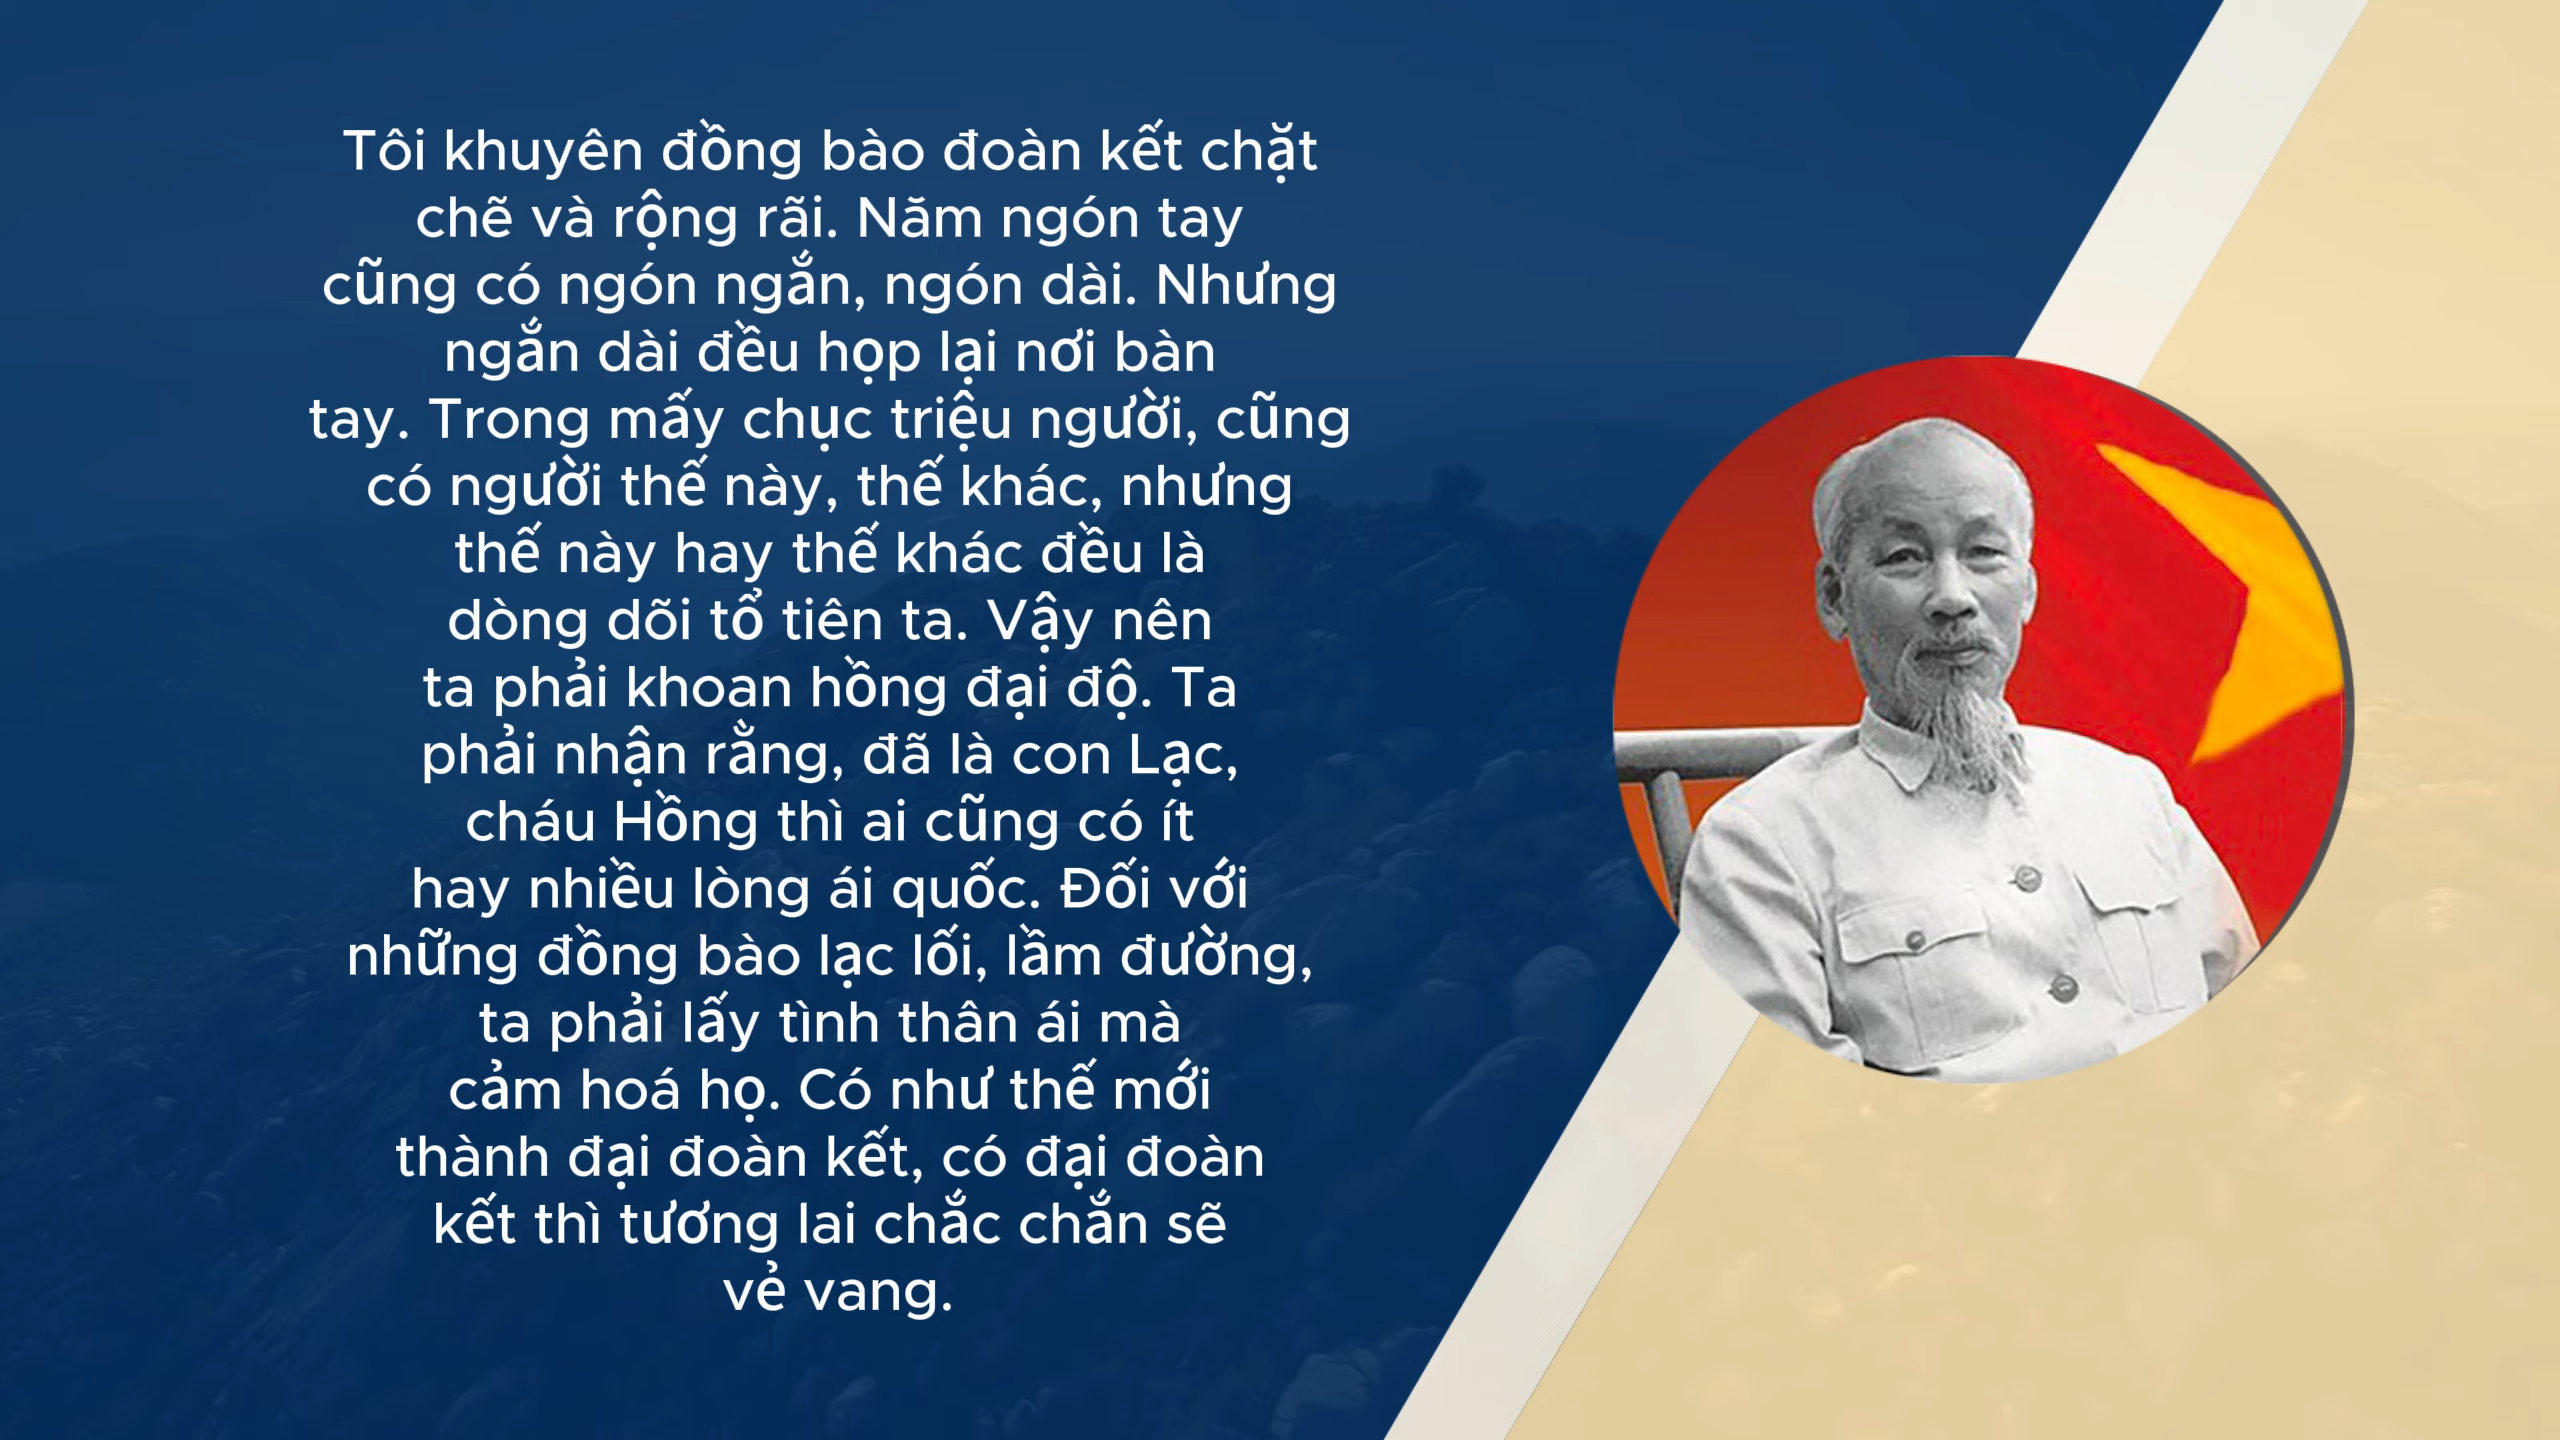 Tôi khuyên đồng bào đoàn kết chặt
chẽ và rộng rãi. Năm ngón tay
cũng có ngón ngắn, ngón dài. Nhưng
ngắn dài đều họp lại nơi bàn
tay. Trong mấy chục triệu người, cũng
có người thế này, thế khác, nhưng
thế này hay thế khác đều là
dòng dõi tổ tiên ta. Vậy nên
ta phải khoan hồng đại độ. Ta
phải nhận rằng, đã là con Lạc,
cháu Hồng thì ai cũng có ít
hay nhiều lòng ái quốc. Đối với
những đồng bào lạc lối, lầm đường,
ta phải lấy tình thân ái mà
cảm hoá họ. Có như thế mới
thành đại đoàn kết, có đại đoàn
kết thì tương lai chắc chắn sẽ
vẻ vang.